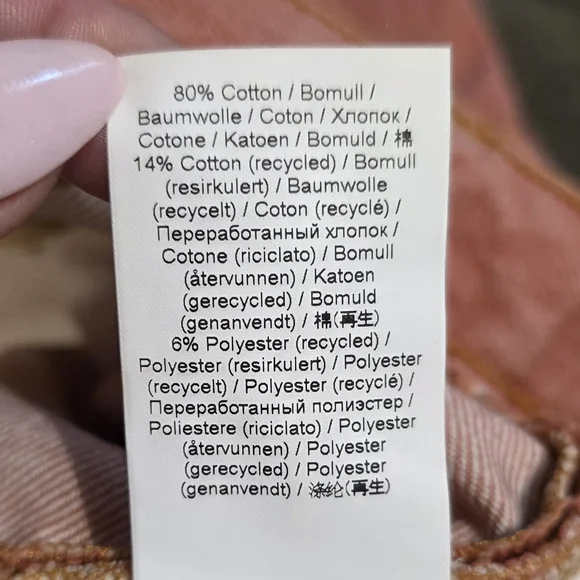 80% Cotton / Bomull /
Baumwolle / Coton / Хлопок /
Cotone / Katoen / Bomuld / 棉
14% Cotton (recycled) / Bomull
(resirkulert) / Baumwolle
(recycelt) / Coton (recyclé) /
Переработанный хлопок /
Cotone (riciclato) / Bomull
(återvunnen) / Katoen
(gerecycled) / Bomuld
(genanvendt) / 棉(再生)
6% Polyester (recycled) /
Polyester (resirkulert) / Polyester
(recycelt) / Polyester (recyclé) /
Переработанный полиэстер /
Poliestere (riciclato) / Polyester
(återvunnen) / Polyester
(gerecycled) / Polyester
(genanvendt) / 涤纶(再生)